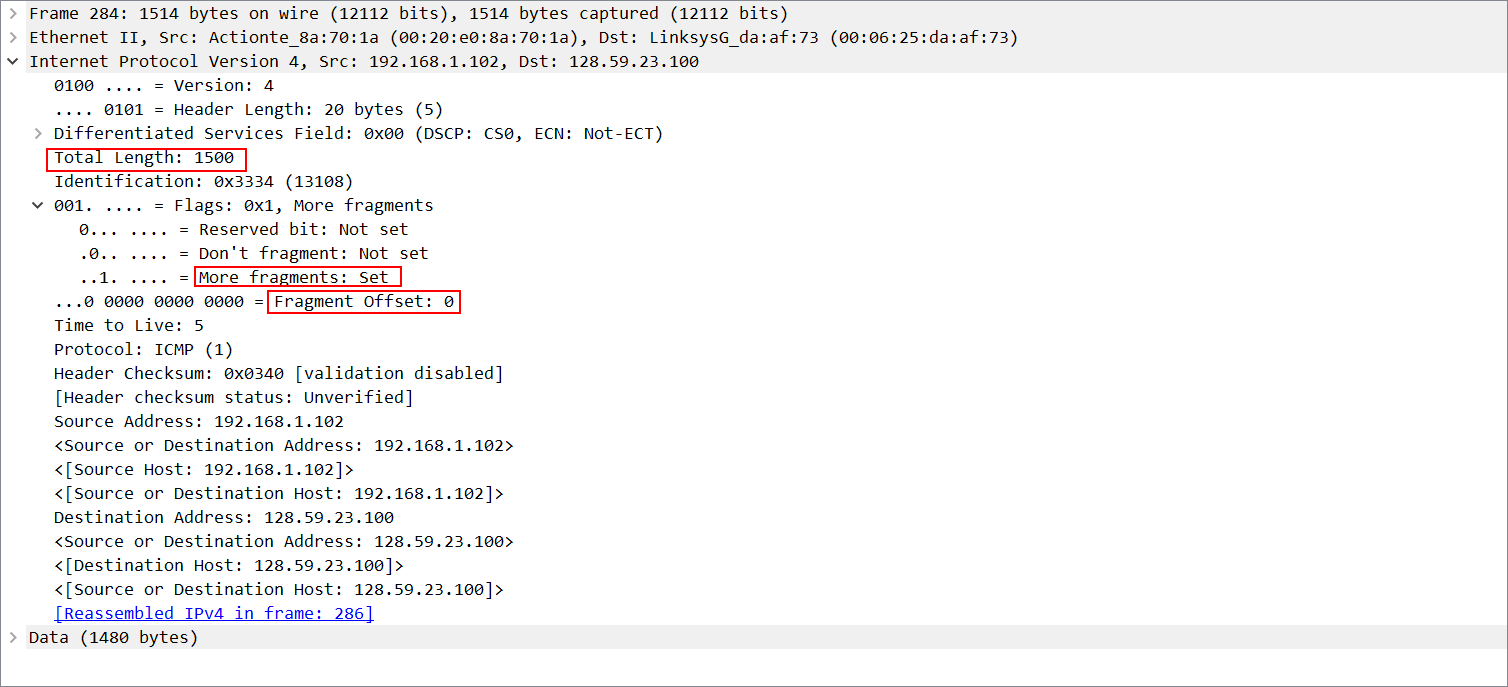 Frame 284: 1514 bytes on wire (12112 bits), 1514 bytes captured (12112 bits)
Ethernet II, Src: Actionte_8a:70:1a (00:20:e0:8a:70:1a), Dst: LinksysG_da:af:73 (00:06:25:da:af:73)
Internet Protocol Version 4, Src: 192.168.1.102, Dst: 128.59.23.100
0100 .... = Version: 4
.... 0101 = Header Length: 20 bytes (5)
Differentiated Services Field: 0x00 (DSCP: CS0, ECN: Not-ECT)
Total Length: 1500
Identification: 0x3334 (13108)
001. .... = Flags: 0x1, More fragments
0... .... = Reserved bit: Not set
.0.. .... = Don't fragment: Not set
..1. .... = More fragments: Set
...0 0000 0000 0000 = Fragment Offset: 0
Time to Live: 5
Protocol: ICMP (1)
Header Checksum: 0x0340 [validation disabled]
[Header checksum status: Unverified]
Source Address: 192.168.1.102
<Source or Destination Address: 192.168.1.102>
<[Source Host: 192.168.1.102]>
<[Source or Destination Host: 192.168.1.102]>
Destination Address: 128.59.23.100
<Source or Destination Address: 128.59.23.100>
<[Destination Host: 128.59.23.100]>
<[Source or Destination Host: 128.59.23.100]>
[Reassembled IPv4 in frame: 286]
Data (1480 bytes)